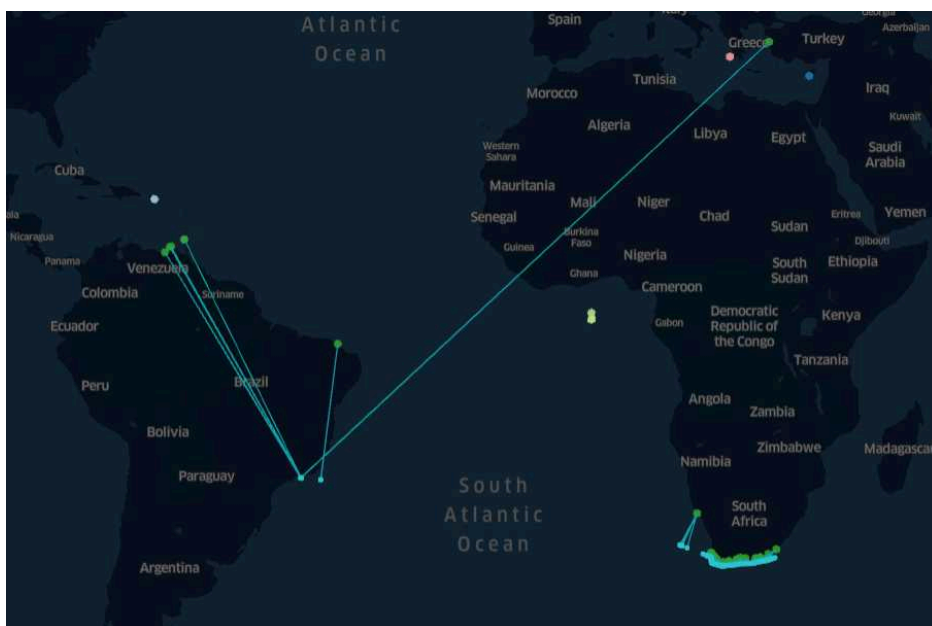 Atlantic
Ocean
Spain
Georgia
Azerbaijan
Greece
Turkey
Tunisia
Morocco
Iraq
Algeria
Libya
Egypt
Kuwait
Western
Sahara
Saudi
Arabia
Cuba
Mauritania
Mali
Niger
Chad
Sudan
Eritrea
Yemen
ala
Nicaragua
Senegal
Burkina
Faso
Djibouti
Guinea
Nigeria
South
Sudan
Ethiopia
Panama
Venezuela
Ghana
Cameroon
Colombia
Suriname
Ecuador
Gabon
Democratic
Republic of
the Congo
Kenya
Tanzania
Peru
Brazil
Angola
Zambia
Bolivia
Zimbabwe
Madagascar
Namibia
Paraguay
South
Atlantic
Ocean
South
Africa
Argentina